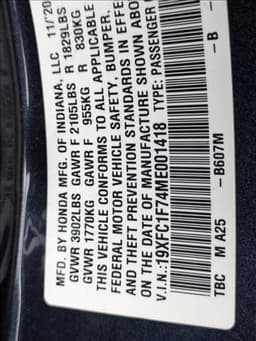 MFD. BY HONDA MFG. OF INDIANA, LLC 11/20
GVWR 3902LBS GAWR F 2105LBS R 1829LBS
GVWR 1770KG GAWR F 955KG R 830KG
THIS VEHICLE CONFORMS TO ALL APPLICABLE
FEDERAL MOTOR VEHICLE SAFETY, BUMPER,
AND THEFT PREVENTION STANDARDS IN EFFE
ON THE DATE OF MANUFACTURE SHOWN ABO
V.I.N.: 19XFC1F74ME001418 TYPE: PASSENGER
TBC M A25 -B607M -B -